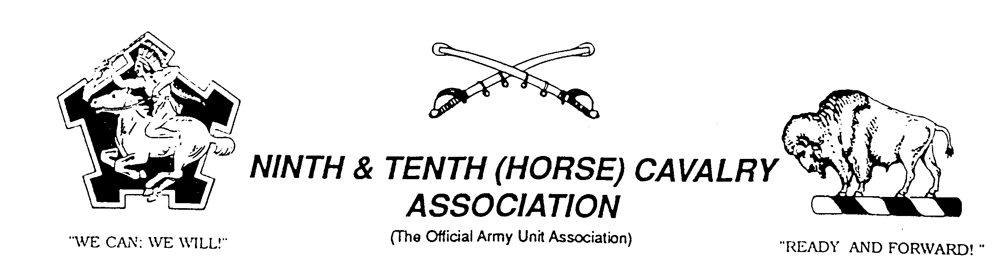 NINTH & TENTH (HORSE) CAVALRY
ASSOCIATION
(The Official Army Unit Association)
"WE CAN: WE WILL!"
"READY AND FORWARD! "